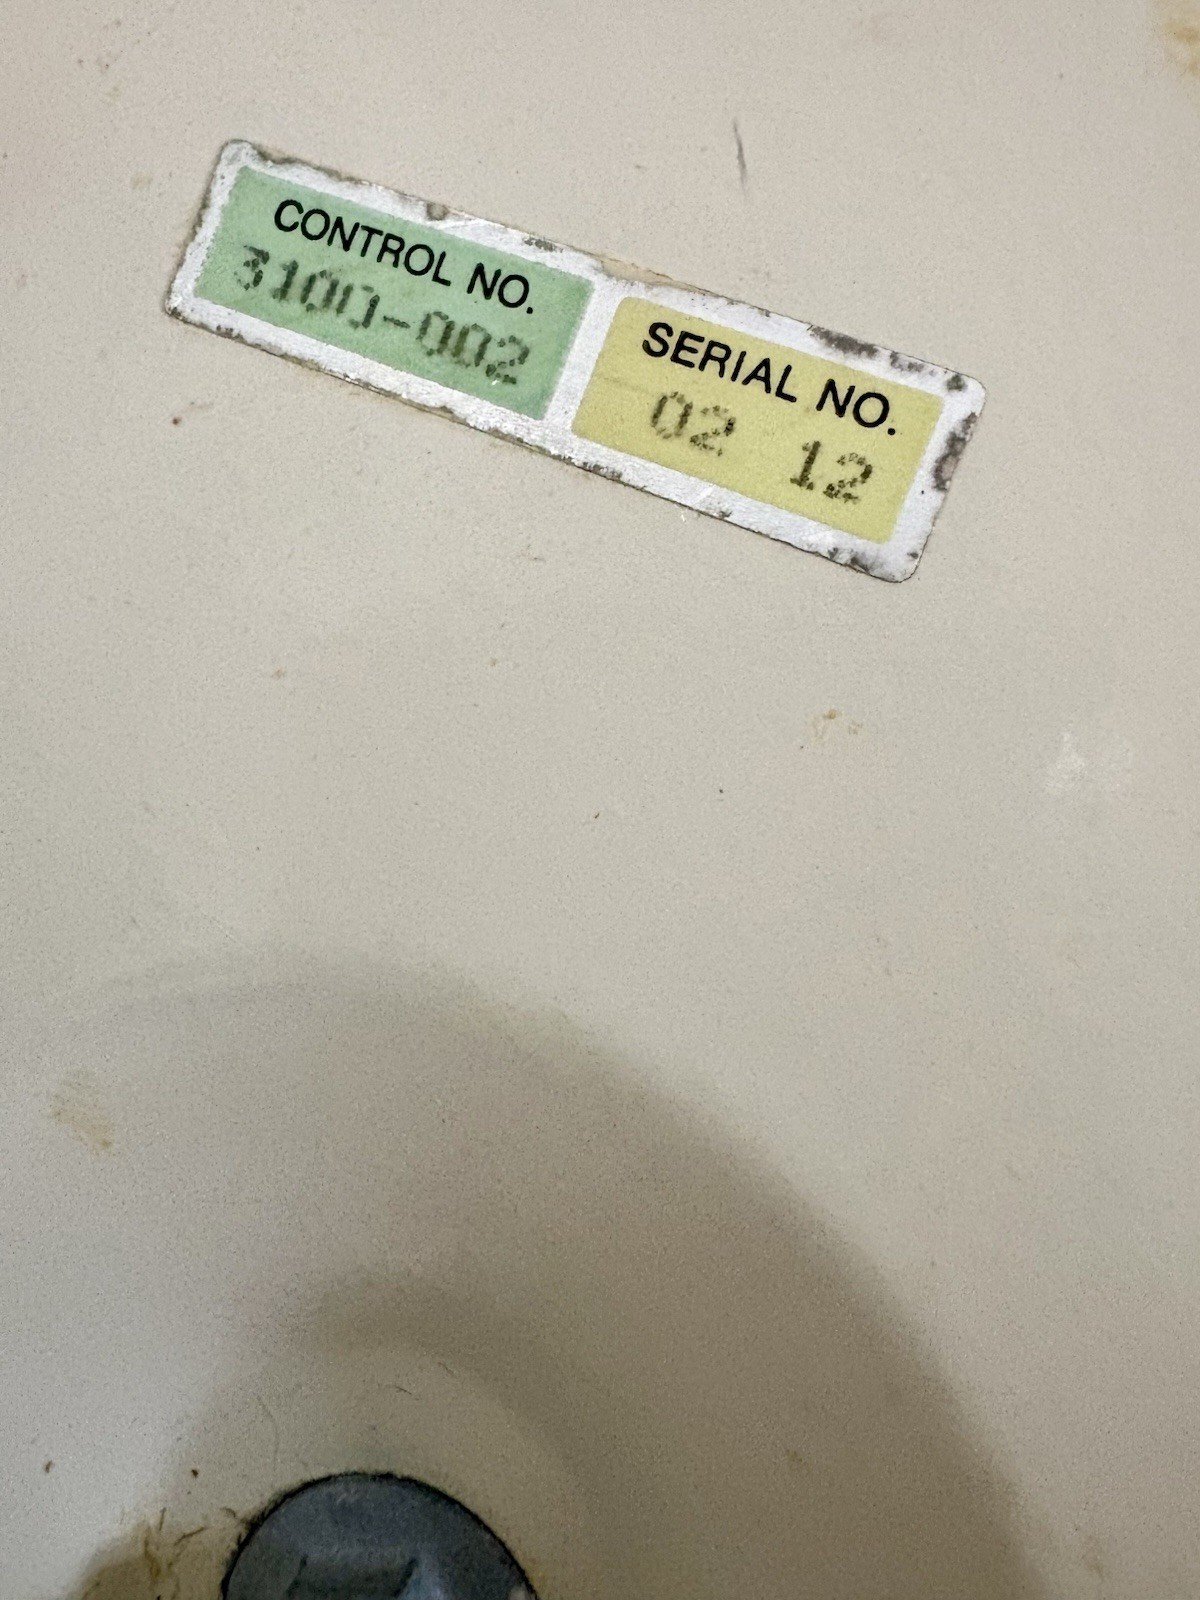 CONTROL NO.
3100-002
SERIAL NO.
02 12